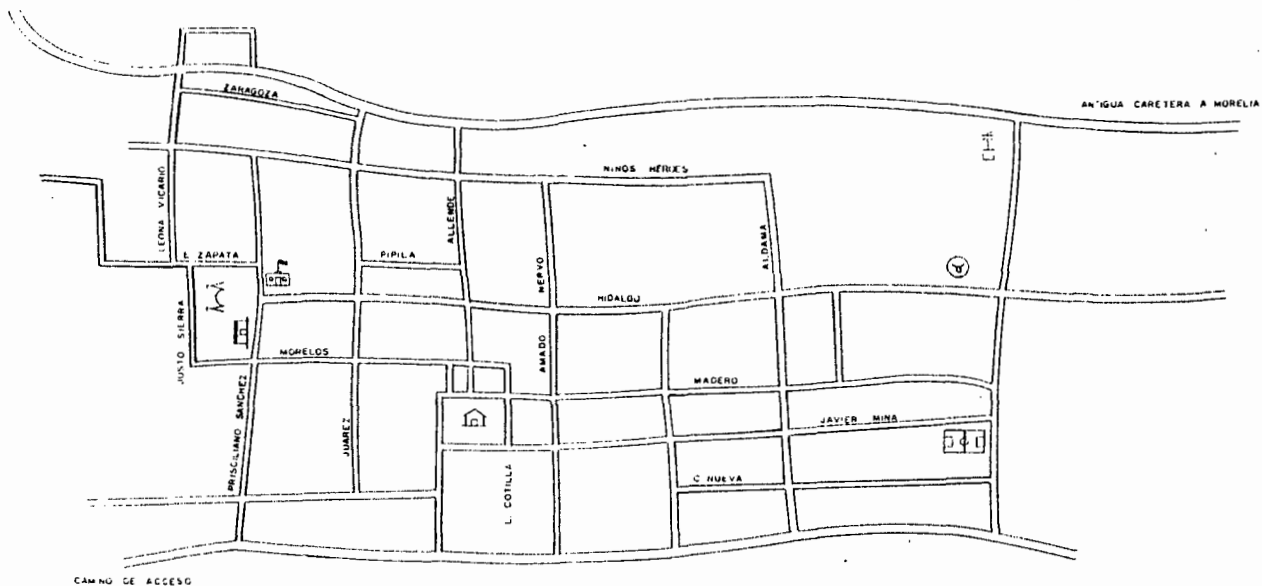 ZARAGOZA
ANTIGUA CARETERA A MORELIA
NIÑOS HEROES
LEONA VICARIO
ALLENDE
E. ZAPATA
PIPILA
NERVO
ALDAMA
HIDALGO
JUSTO SIERRA
MORELOS
AMADO
MADERO
PRISCILIANO SANCHEZ
JUAREZ
JAVIER MINA
L. COTILLA
C NUEVA
CAMINO DE ACCESO